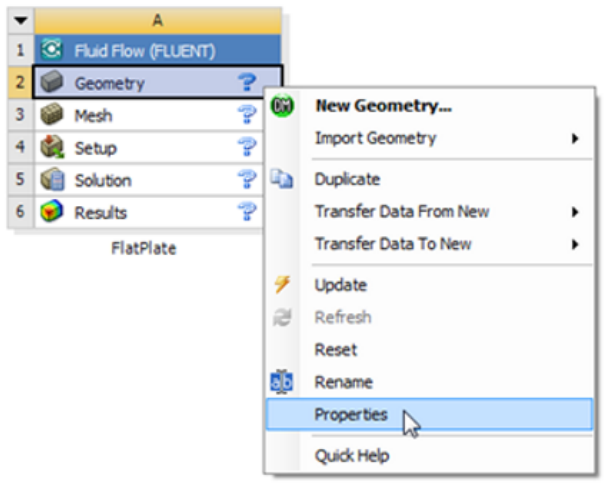 A
1 Fluid Flow (FLUENT)
2 Geometry ?
3 Mesh ?
4 Setup ?
5 Solution ?
6 Results ?
FlatPlate
DM New Geometry...
Import Geometry
Duplicate
Transfer Data From New
Transfer Data To New
Update
Refresh
Reset
ab Rename
Properties
Quick Help